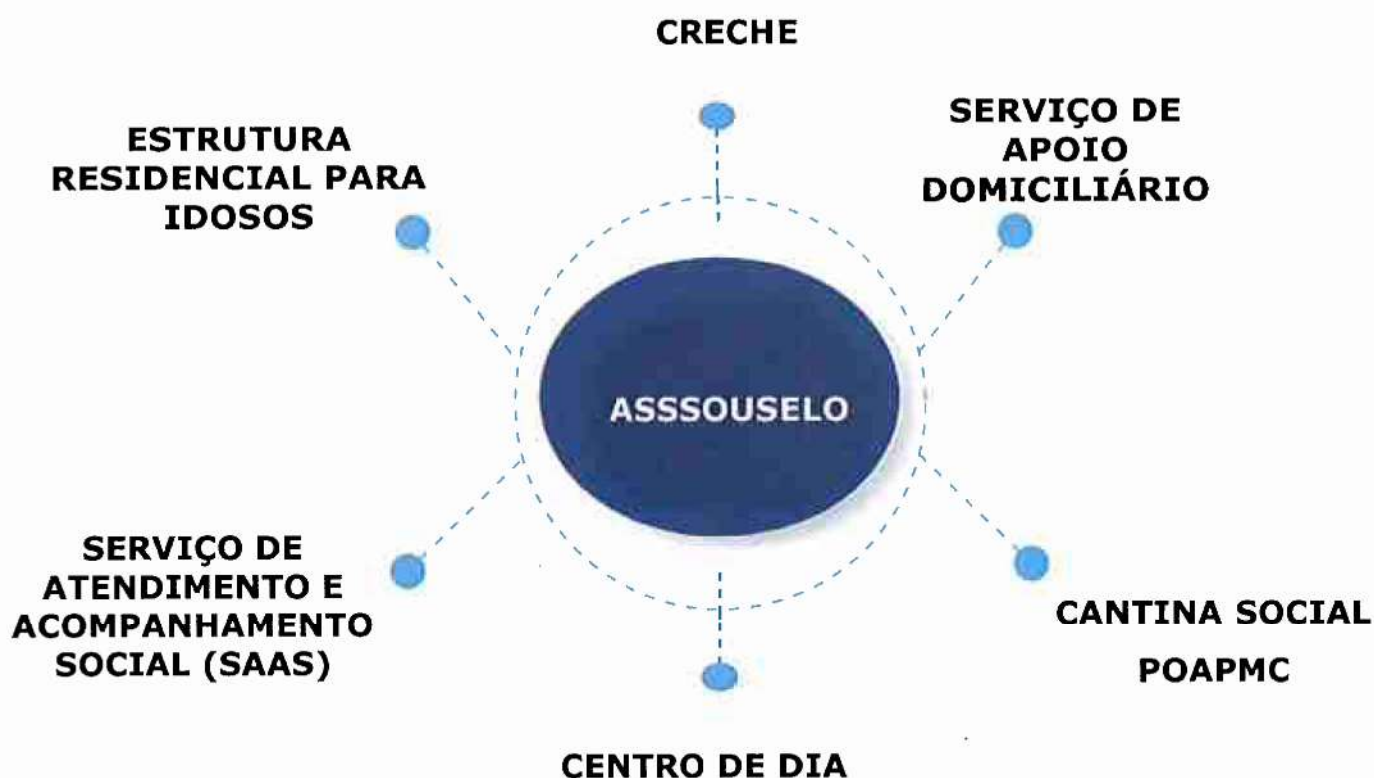 CRECHE
ESTRUTURA
RESIDENCIAL PARA
IDOSOS
SERVIÇO DE
APOIO
DOMICILIÁRIO
ASSSOUSELO
SERVIÇO DE
ATENDIMENTO E
ACOMPANHAMENTO
SOCIAL (SAAS)
CANTINA SOCIAL
POAPMC
CENTRO DE DIA